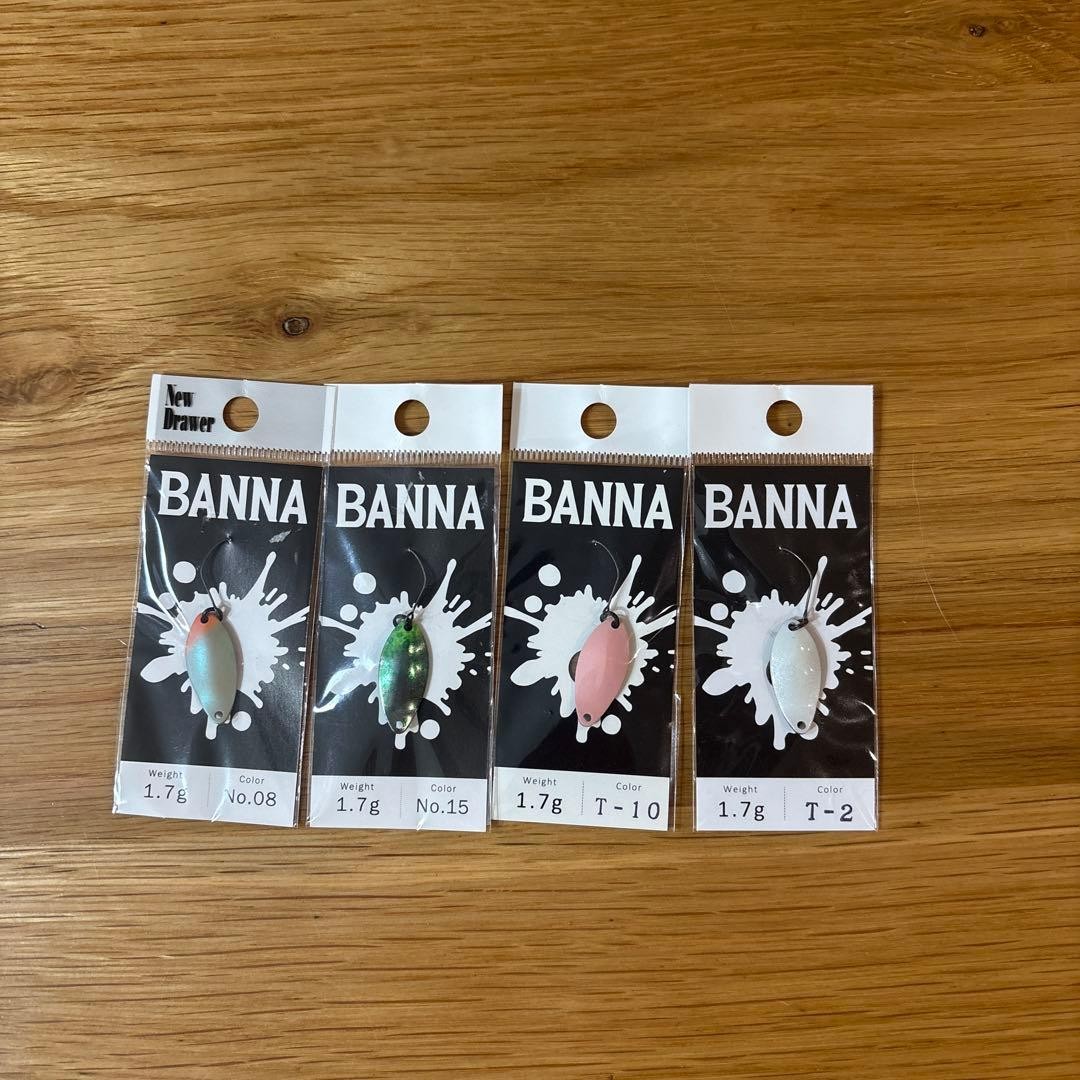 New
Drawer
BANNA
Weight Color
1.7g No.08
BANNA
Weight Color
1.7g No.15
BANNA
Weight Color
1.7g T-10
BANNA
Weight Color
1.7g T-2